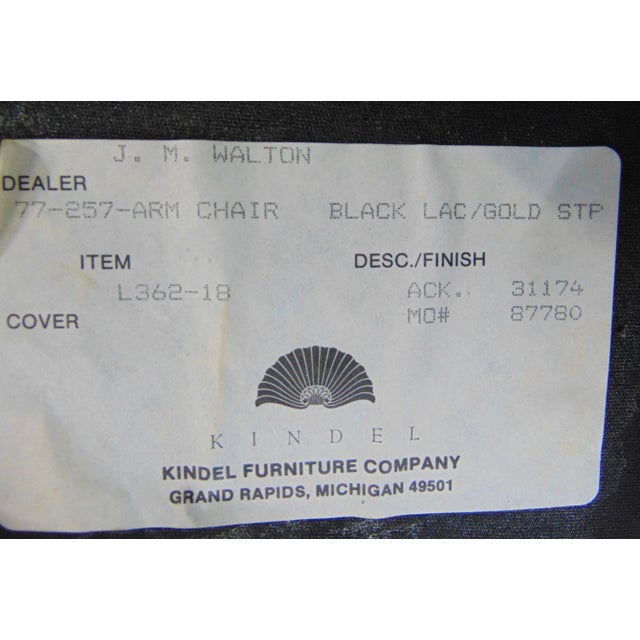 J. M. WALTON
DEALER
77-257-ARM CHAIR BLACK LAC/GOLD STP
ITEM DESC./FINISH
L362-18 ACK. 31174
COVER MO# 87780
KINDEL
KINDEL FURNITURE COMPANY
GRAND RAPIDS, MICHIGAN 49501